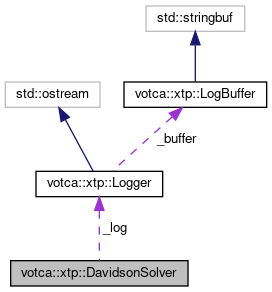 std::stringbuf
std::ostream
votca::xtp::LogBuffer
_buffer
votca::xtp::Logger
_log
votca::xtp::DavidsonSolver